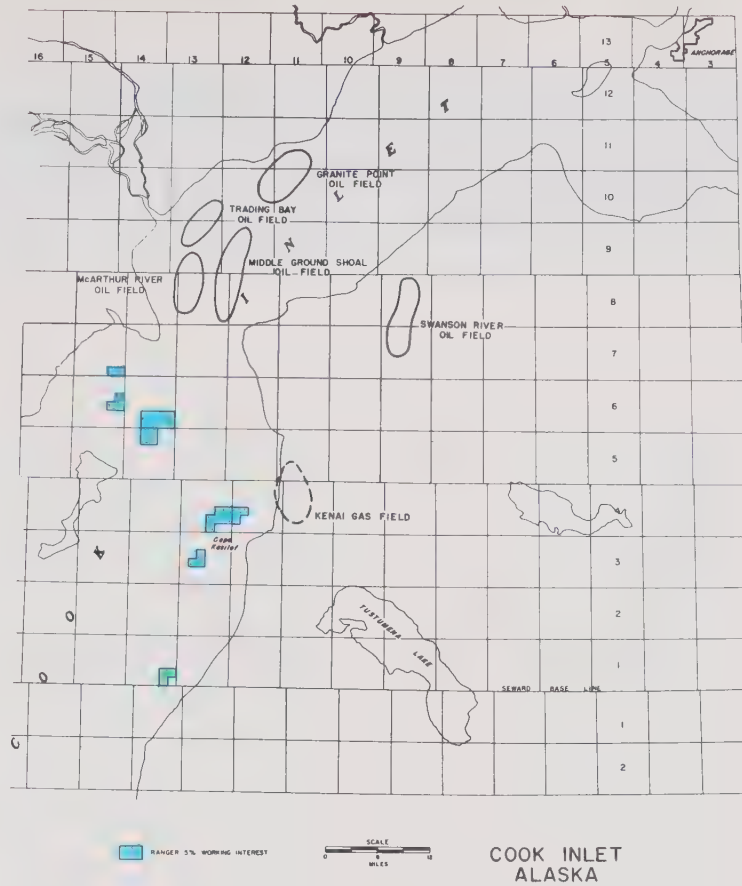 13
ANCHORAGE
16 15 14 13 12 11 10 9 8 7 6 5 4 3
12
T
11
E
GRANITE POINT
OIL FIELD
L
10
TRADING BAY
OIL FIELD
N
9
MIDDLE GROUND SHOAL
OIL FIELD
McARTHUR RIVER
OIL FIELD
I
8
SWANSON RIVER
OIL FIELD
7
6
5
4
KENAI GAS FIELD
Cape
Kasilof
K
3
O
TUSTUMENA
LAKE
2
O
1
SEWARD BASE LINE
1
C
2
RANGER 5% WORKING INTEREST
SCALE
0 6 12
MILES
COOK INLET
ALASKA